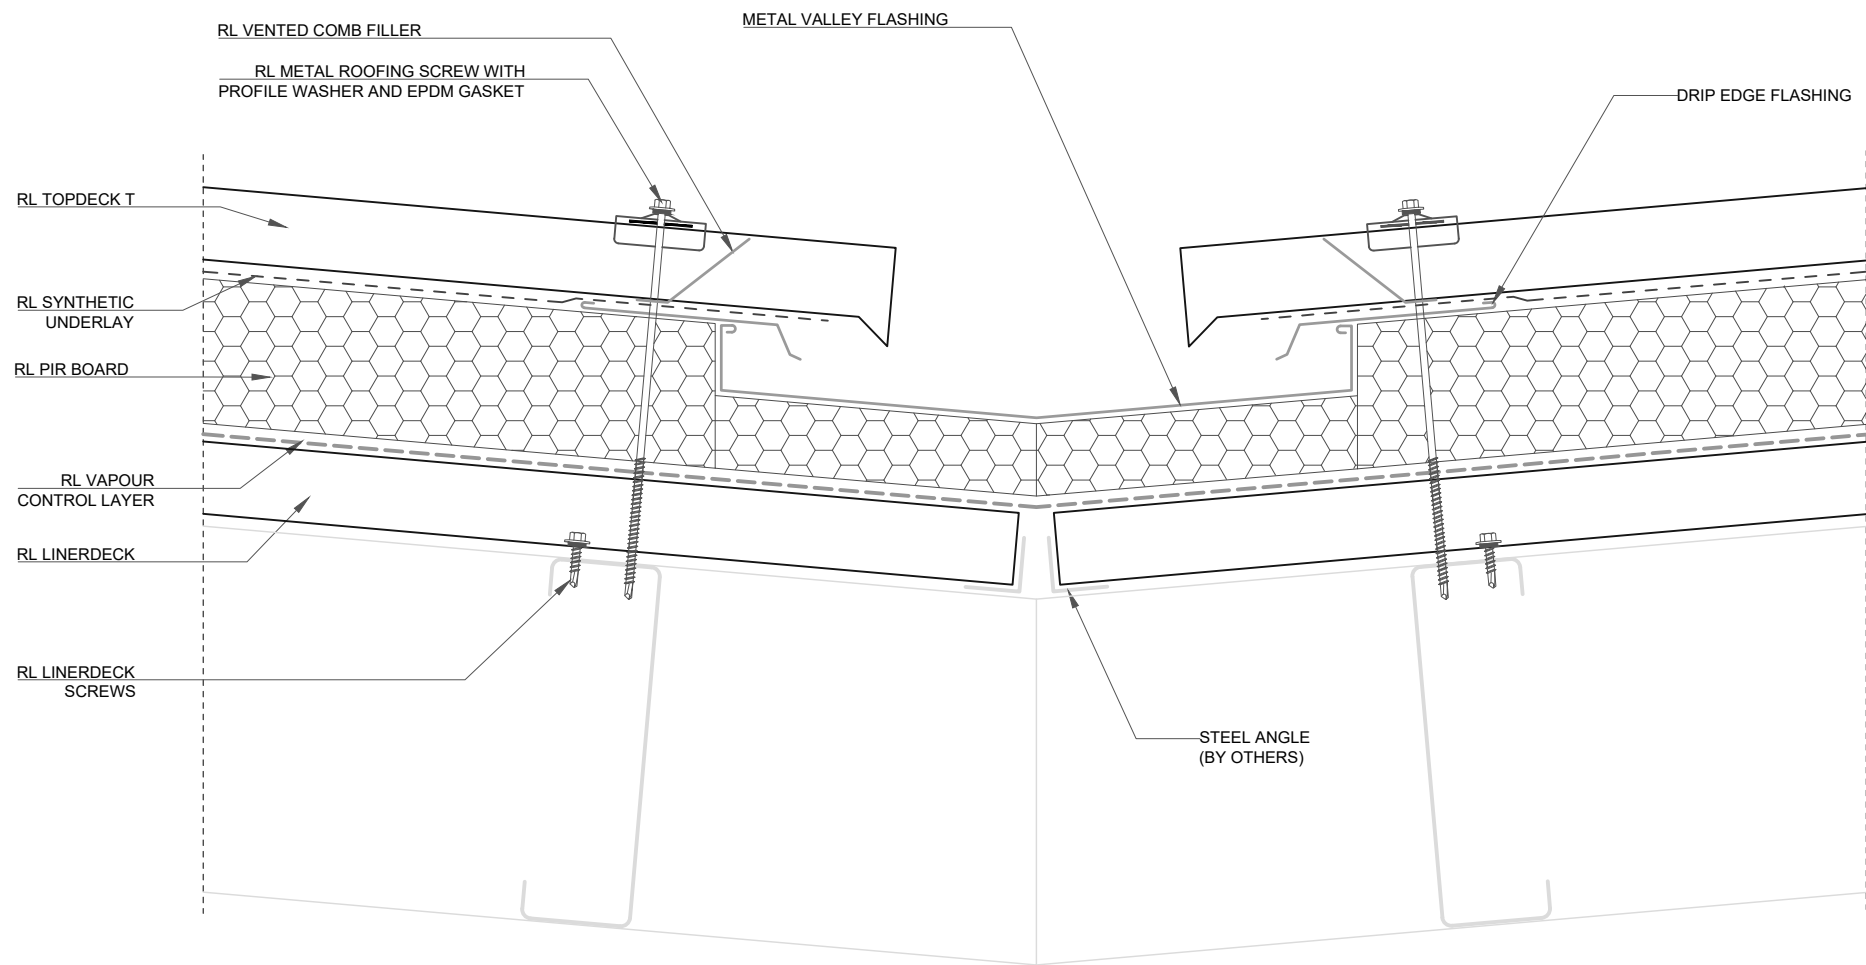 METAL VALLEY FLASHING
RL VENTED COMB FILLER
RL METAL ROOFING SCREW WITH
PROFILE WASHER AND EPDM GASKET
DRIP EDGE FLASHING
RL TOPDECK T
RL SYNTHETIC
UNDERLAY
RL PIR BOARD
RL VAPOUR
CONTROL LAYER
RL LINERDECK
RL LINERDECK
SCREWS
STEEL ANGLE
(BY OTHERS)